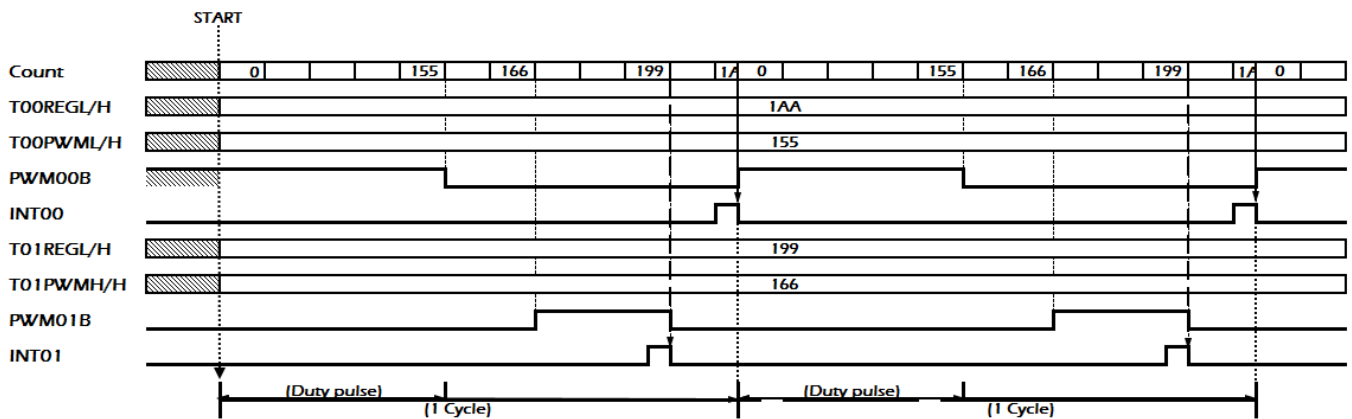 START
Count 0 155 166 199 1A 0 155 166 199 1A 0
T00REGL/H 1AA
T00PWML/H 155
PWM00B
INT00
T01REGL/H 199
T01PWMH/H 166
PWM01B
INT01
(Duty pulse) (Duty pulse)
(1 Cycle) (1 Cycle)